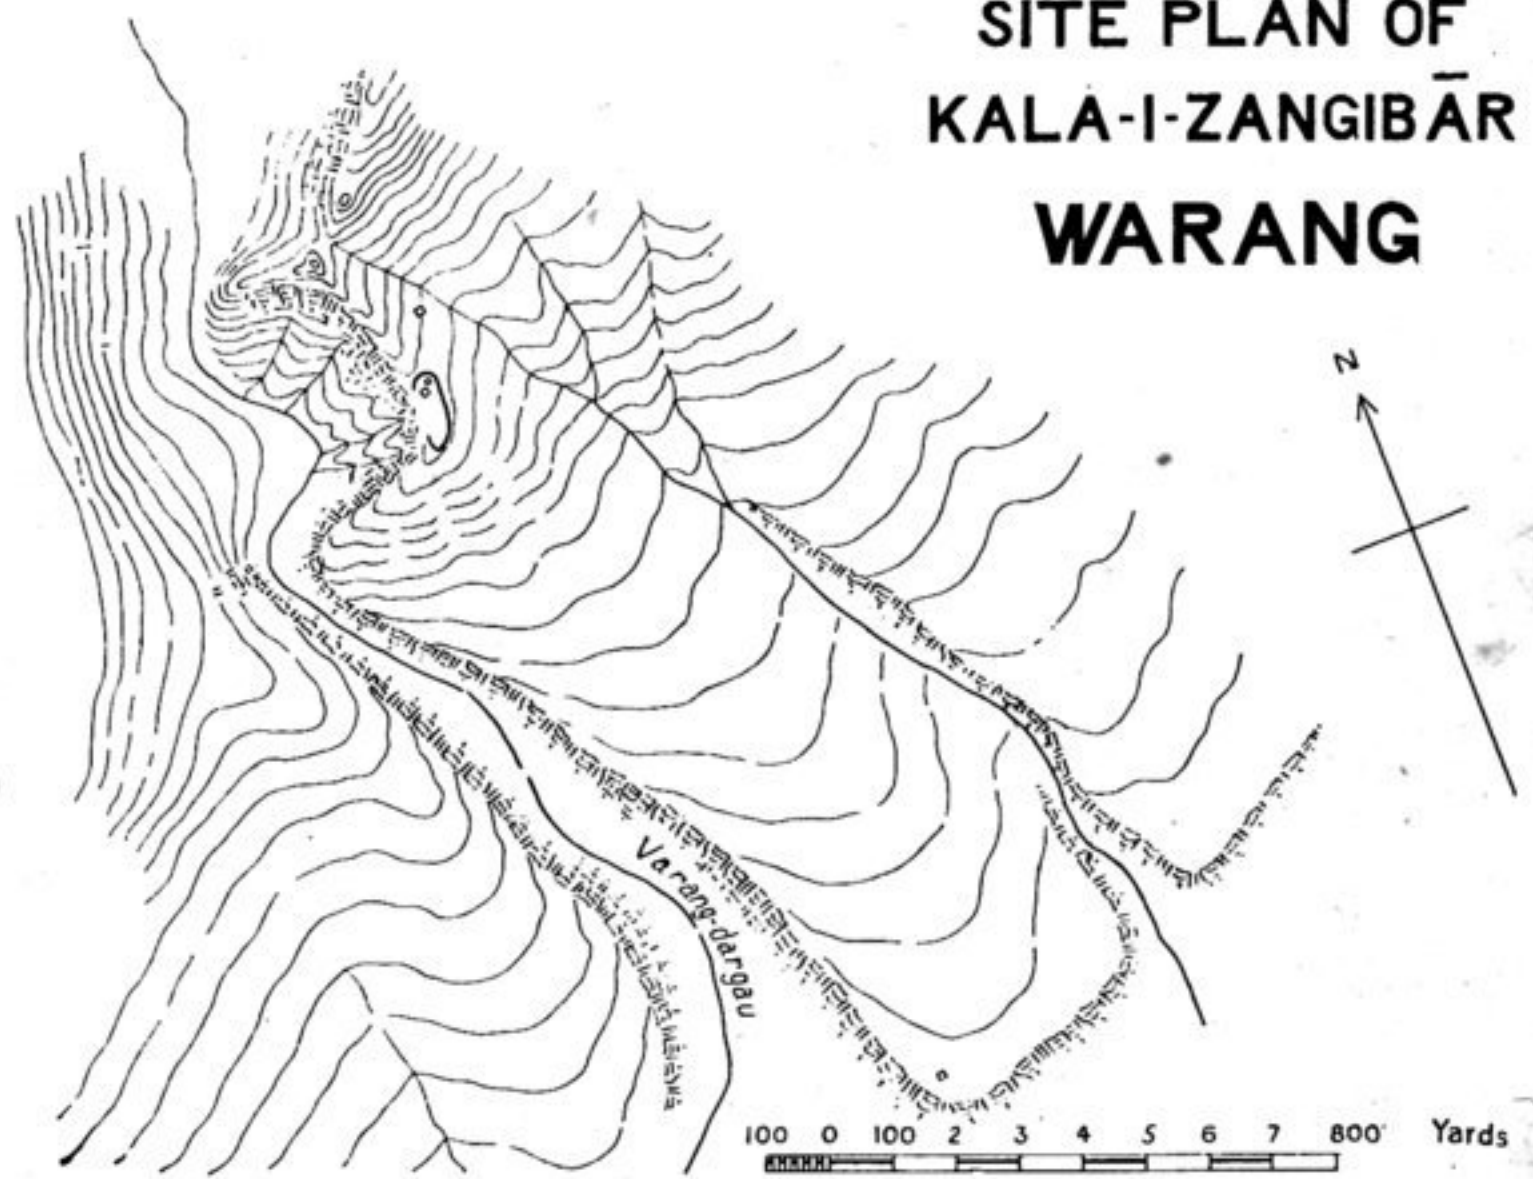 SITE PLAN OF
KALA-I-ZANGIBĀR
WARANG
N
Varang-dargau
100 0 100 2 3 4 5 6 7 800 Yards